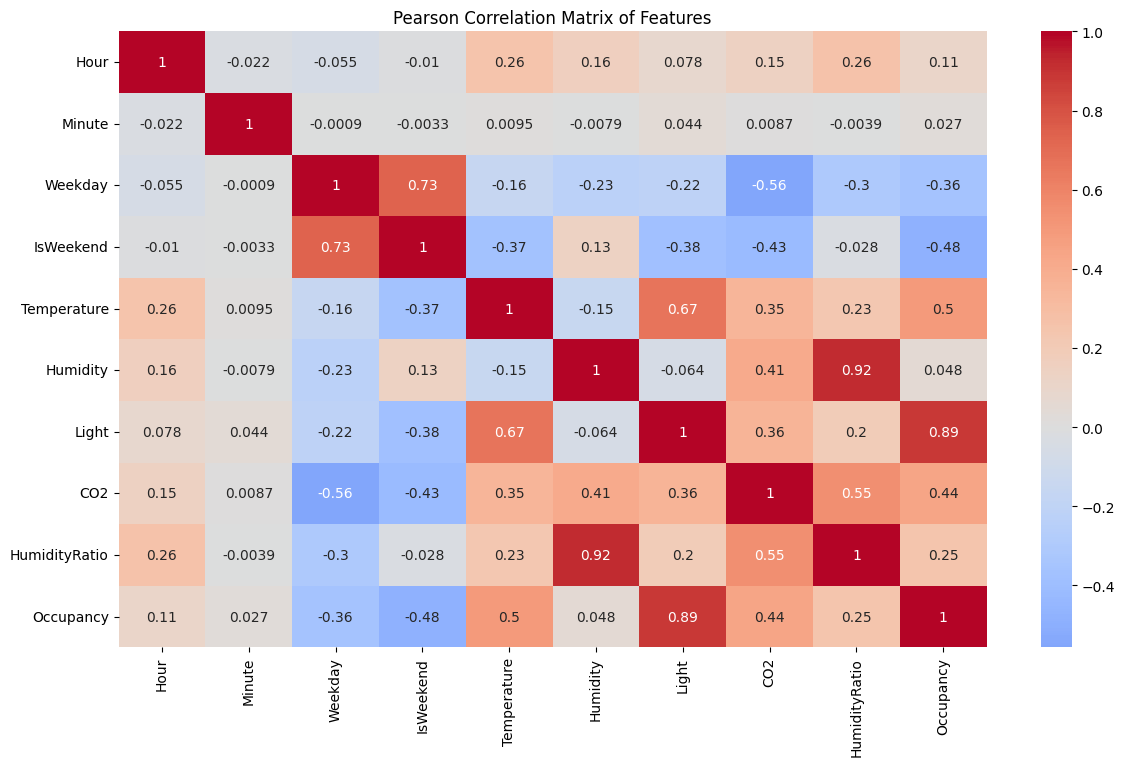 Pearson Correlation Matrix of Features
Hour 1 -0.022 -0.055 -0.01 0.26 0.16 0.078 0.15 0.26 0.11
Minute -0.022 1 -0.0009 -0.0033 0.0095 -0.0079 0.044 0.0087 -0.0039 0.027
Weekday -0.055 -0.0009 1 0.73 -0.16 -0.23 -0.22 -0.56 -0.3 -0.36
IsWeekend -0.01 -0.0033 0.73 1 -0.37 0.13 -0.38 -0.43 -0.028 -0.48
Temperature 0.26 0.0095 -0.16 -0.37 1 -0.15 0.67 0.35 0.23 0.5
Humidity 0.16 -0.0079 -0.23 0.13 -0.15 1 -0.064 0.41 0.92 0.048
Light 0.078 0.044 -0.22 -0.38 0.67 -0.064 1 0.36 0.2 0.89
CO2 0.15 0.0087 -0.56 -0.43 0.35 0.41 0.36 1 0.55 0.44
HumidityRatio 0.26 -0.0039 -0.3 -0.028 0.23 0.92 0.2 0.55 1 0.25
Occupancy 0.11 0.027 -0.36 -0.48 0.5 0.048 0.89 0.44 0.25 1
Hour Minute Weekday IsWeekend Temperature Humidity Light CO2 HumidityRatio Occupancy
1.0
0.8
0.6
0.4
0.2
0.0
-0.2
-0.4